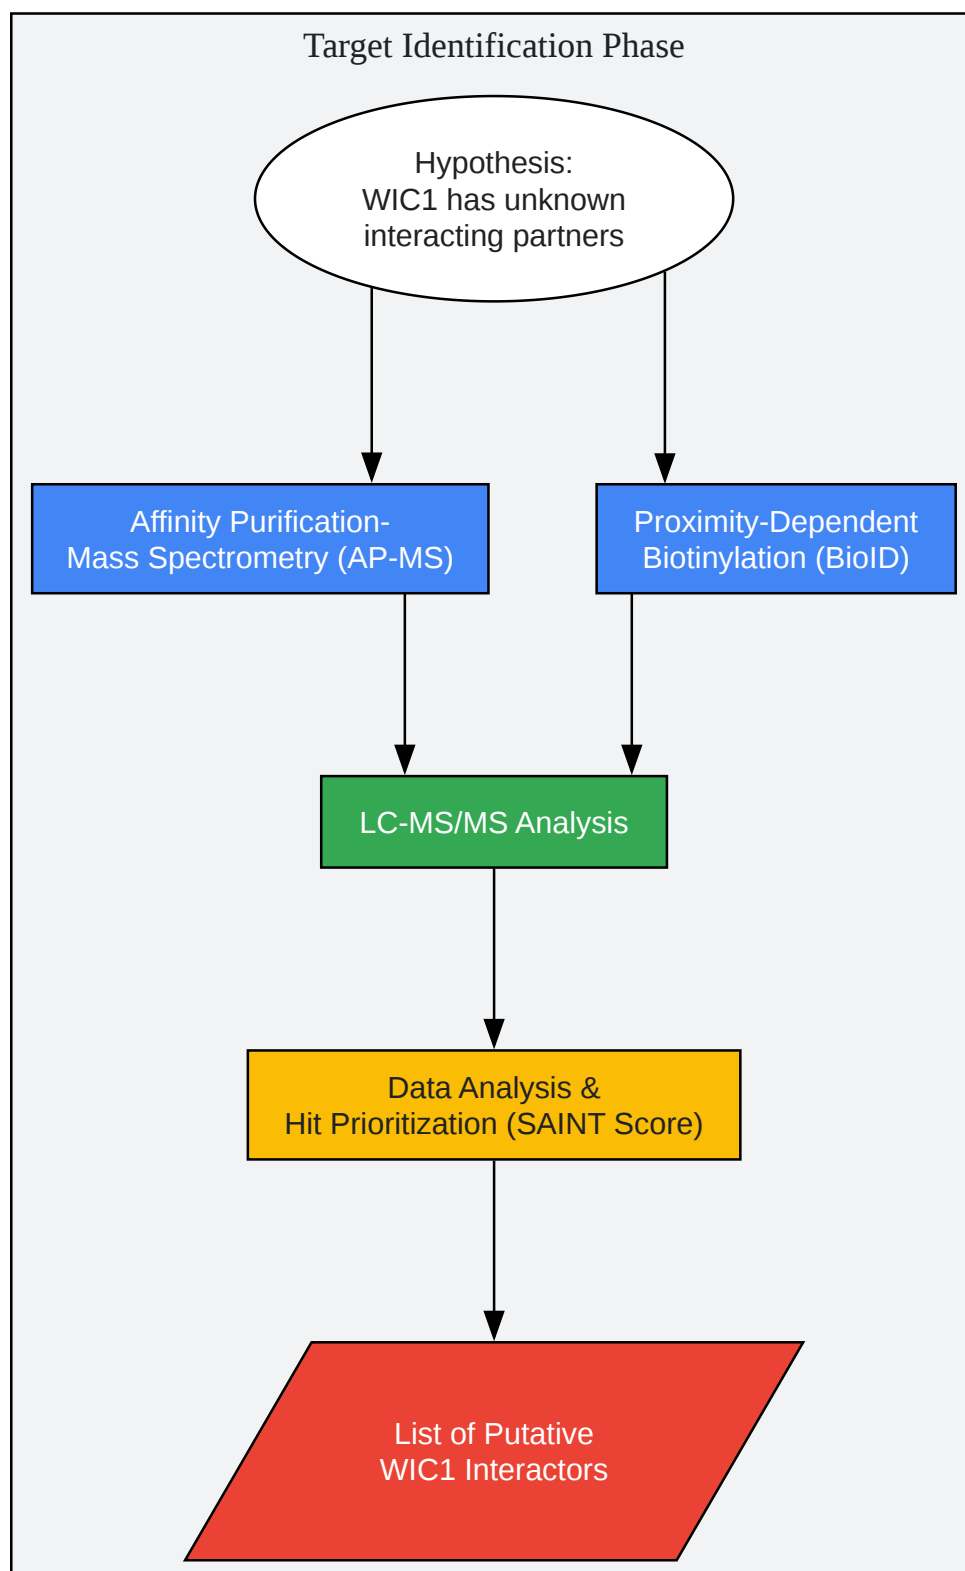 Target Identification Phase
Hypothesis:
WIC1 has unknown
interacting partners
Affinity Purification-
Mass Spectrometry (AP-MS)
Proximity-Dependent
Biotinylation (BioID)
LC-MS/MS Analysis
Data Analysis &
Hit Prioritization (SAINT Score)
List of Putative
WIC1 Interactors